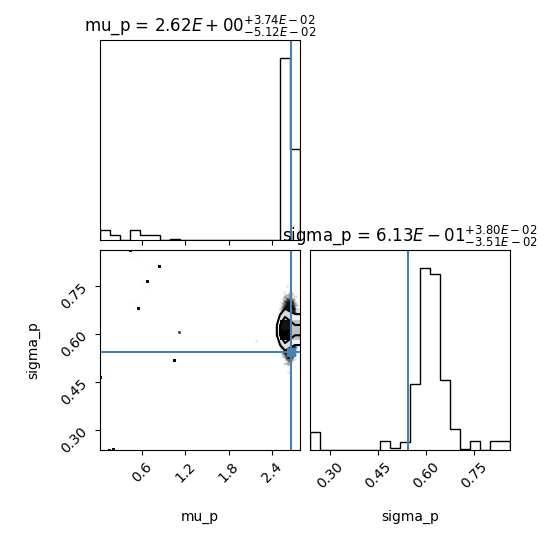 mu_p = 2.62E + 00^{+3.74E−02}_{−5.12E−02}
sigma_p = 6.13E − 01^{+3.80E−02}_{−3.51E−02}
sigma_p
0.75
0.60
0.45
0.30
0.6 1.2 1.8 2.4
0.30 0.45 0.60 0.75
mu_p
sigma_p